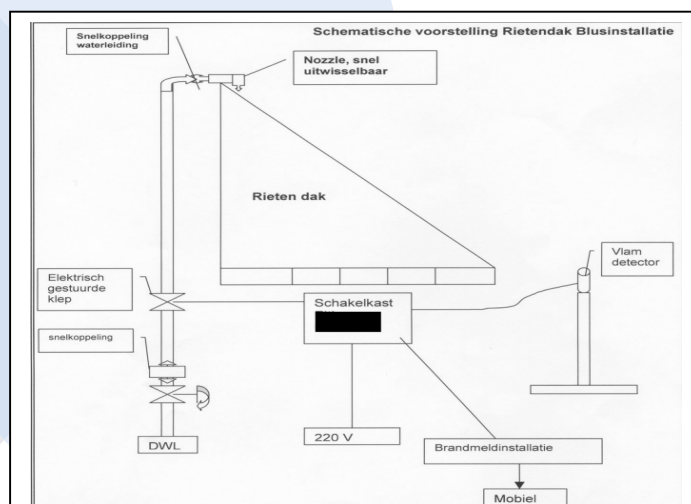 Schematische voorstelling Rietendak Blusinstallatie
Snelkoppeling
waterleiding
Nozzle, snel
uitwisselbaar
Rieten dak
Vlam
detector
Elektrisch
gestuurde
klep
Schakelkast
snelkoppeling
DWL
220 V
Brandmeldinstallatie
Mobiel